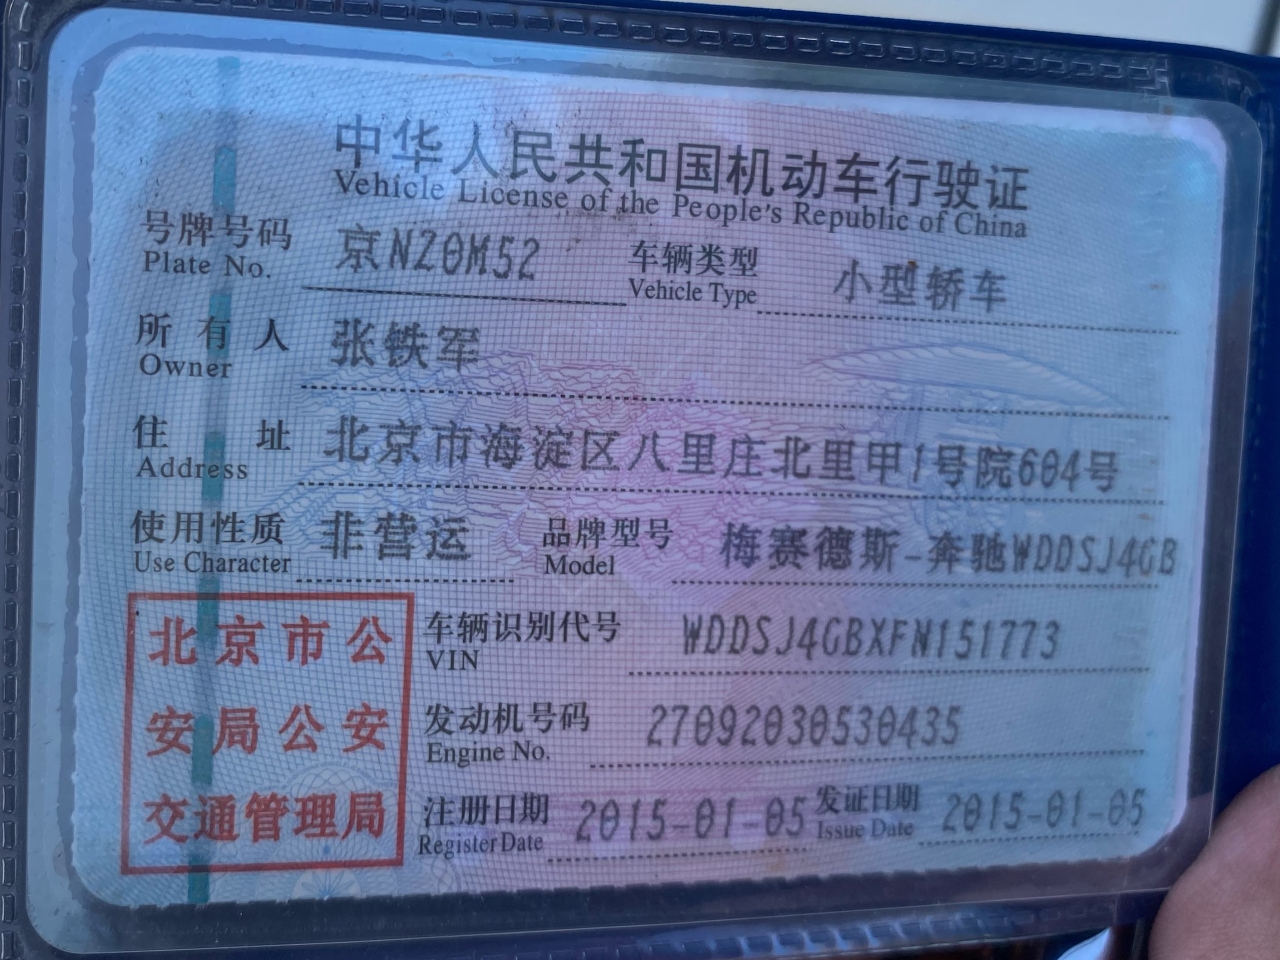 中华人民共和国机动车行驶证
Vehicle License of the People's Republic of China
号牌号码 京NZ0M52 车辆类型 小型轿车
Plate No. Vehicle Type
所有人 张铁军
Owner
住址 北京市海淀区八里庄北里甲1号院604号
Address
使用性质 非营运 品牌型号 梅赛德斯-奔驰WDDSJ4GB
Use Character Model
北京市公
安局公安
交通管理局
车辆识别代号 WDDSJ4GBXFN151773
VIN
发动机号码 27092030530435
Engine No.
注册日期 2015-01-05 发证日期 2015-01-05
Register Date Issue Date